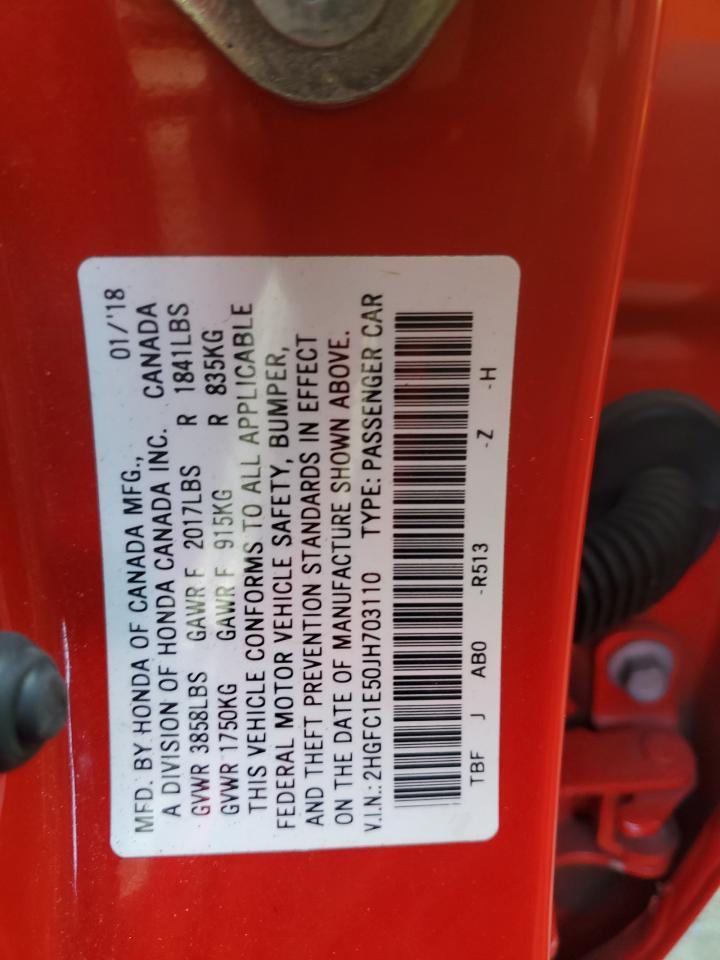 MFD. BY HONDA OF CANADA MFG., 01/'18
A DIVISION OF HONDA CANADA INC. CANADA
GVWR 3858LBS GAWR F 2017LBS R 1841LBS
GVWR 1750KG GAWR F 915KG R 835KG
THIS VEHICLE CONFORMS TO ALL APPLICABLE
FEDERAL MOTOR VEHICLE SAFETY, BUMPER,
AND THEFT PREVENTION STANDARDS IN EFFECT
ON THE DATE OF MANUFACTURE SHOWN ABOVE.
V.I.N.: 2HGFC1E50JH703110 TYPE: PASSENGER CAR
TBF J AB0 -R513 -Z -H